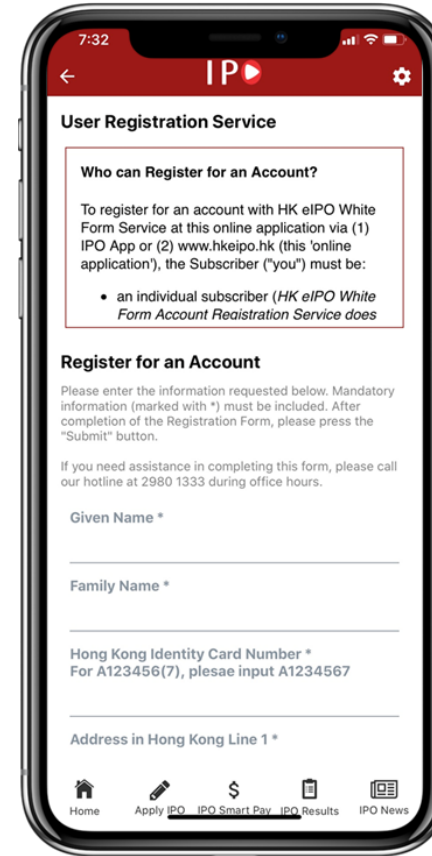 7:32
IPO
User Registration Service
Who can Register for an Account?
To register for an account with HK eIPO White
Form Service at this online application via (1)
IPO App or (2) www.hkeipo.hk (this 'online
application'), the Subscriber ("you") must be:
• an individual subscriber (HK eIPO White
Form Account Registration Service does
Register for an Account
Please enter the information requested below. Mandatory
information (marked with *) must be included. After
completion of the Registration Form, please press the
"Submit" button.
If you need assistance in completing this form, please call
our hotline at 2980 1333 during office hours.
Given Name *
Family Name *
Hong Kong Identity Card Number *
For A123456(7), plesae input A1234567
Address in Hong Kong Line 1 *
Home Apply IPO IPO Smart Pay IPO Results IPO News